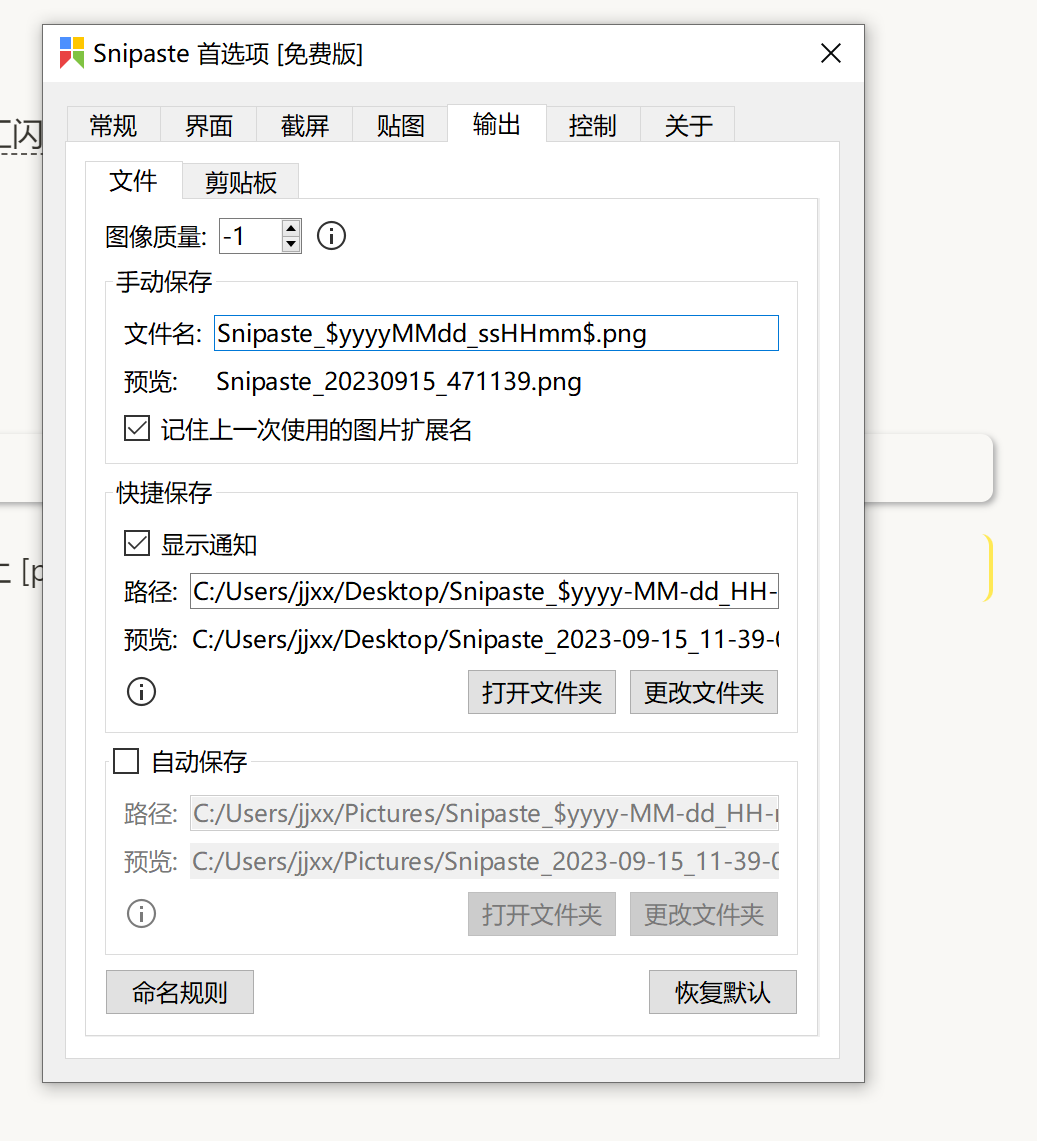 Snipaste 首选项 [免费版]
常规 界面 截屏 贴图 输出 控制 关于
文件 剪贴板
图像质量: -1
手动保存
文件名: Snipaste_$yyyyMMdd_ssHHmm$.png
预览: Snipaste_20230915_471139.png
记住上一次使用的图片扩展名
快捷保存
显示通知
路径: C:/Users/jjxx/Desktop/Snipaste_$yyyy-MM-dd_HH-
预览: C:/Users/jjxx/Desktop/Snipaste_2023-09-15_11-39-
打开文件夹 更改文件夹
自动保存
路径: C:/Users/jjxx/Pictures/Snipaste_$yyyy-MM-dd_HH-
预览: C:/Users/jjxx/Pictures/Snipaste_2023-09-15_11-39-
打开文件夹 更改文件夹
命名规则 恢复默认